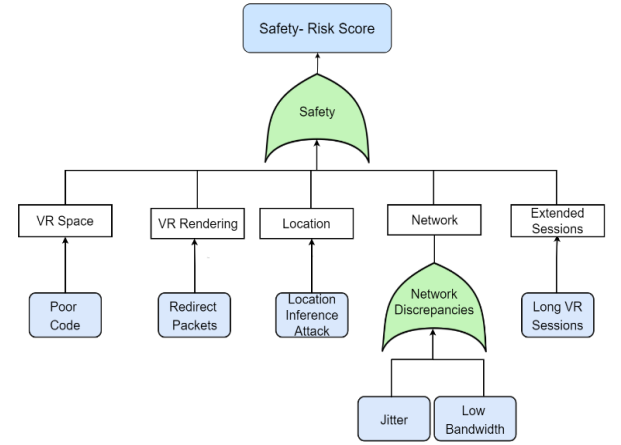 Safety- Risk Score
Safety
VR Space
VR Rendering
Location
Network
Extended
Sessions
Poor
Code
Redirect
Packets
Location
Inference
Attack
Network
Discrepancies
Long VR
Sessions
Jitter
Low
Bandwidth